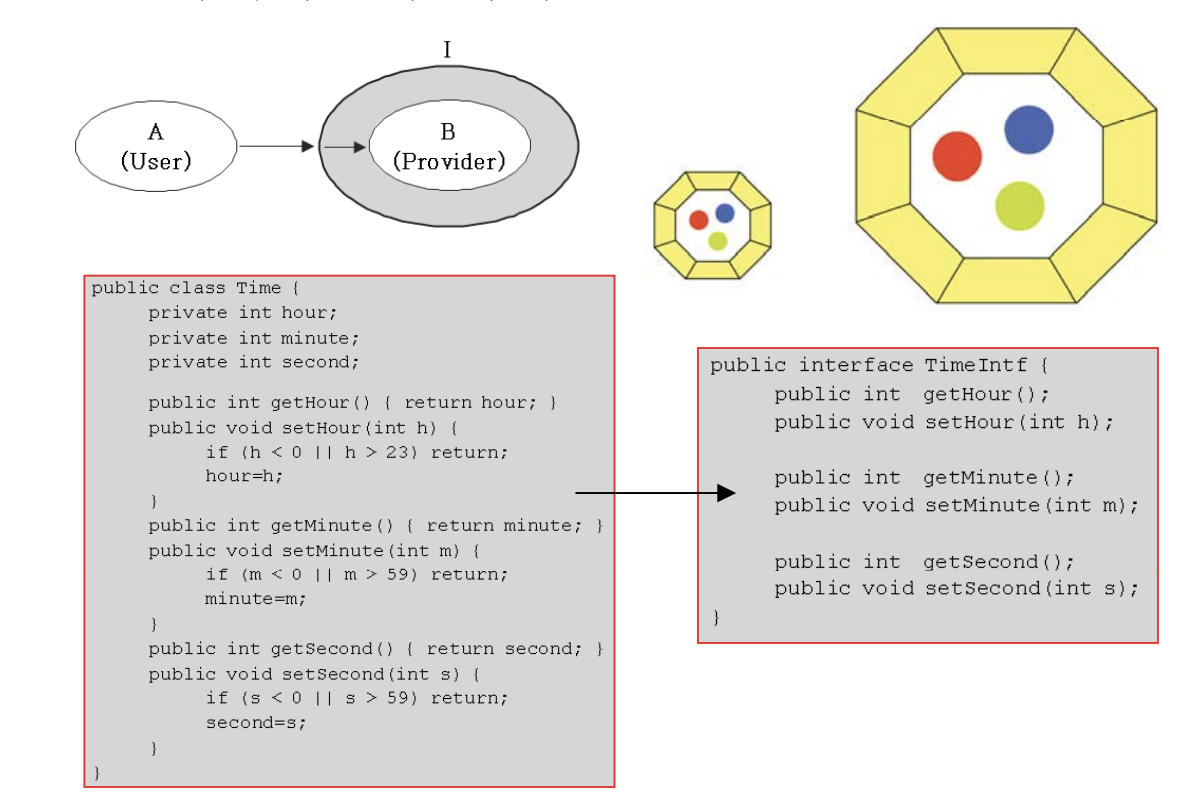 I
A
(User)
B
(Provider)
public class Time {
private int hour;
private int minute;
private int second;
public int getHour() { return hour; }
public void setHour(int h) {
if (h < 0 || h > 23) return;
hour=h;
}
public int getMinute() { return minute; }
public void setMinute(int m) {
if (m < 0 || m > 59) return;
minute=m;
}
public int getSecond() { return second; }
public void setSecond(int s) {
if (s < 0 || s > 59) return;
second=s;
}
}
public interface TimeIntf {
public int getHour();
public void setHour(int h);
public int getMinute();
public void setMinute(int m);
public int getSecond();
public void setSecond(int s);
}